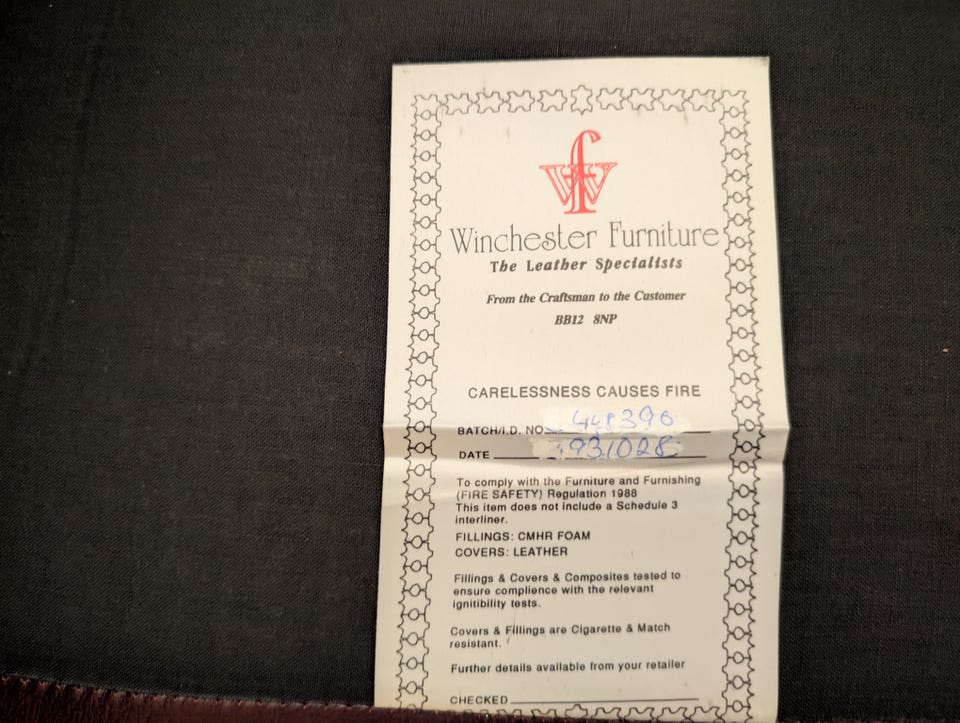 Winchester Furniture
The Leather Specialists
From the Craftsman to the Customer
BB12 8NP
CARELESSNESS CAUSES FIRE
BATCH/I.D. NO. 448396
DATE 931028
To comply with the Furniture and Furnishing
(FIRE SAFETY) Regulation 1988
This item does not include a Schedule 3
interliner.
FILLINGS: CMHR FOAM
COVERS: LEATHER
Fillings & Covers & Composites tested to
ensure complience with the relevant
ignitibility tests.
Covers & Fillings are Cigarette & Match
resistant.
Further details available from your retailer
CHECKED